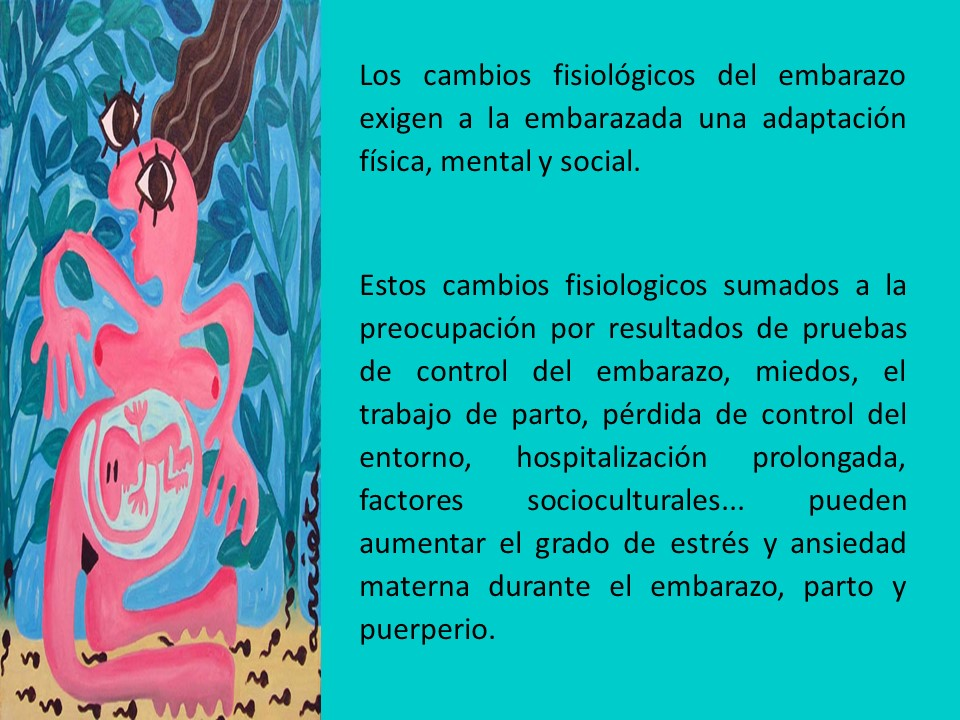 Los cambios fisiológicos del embarazo
exigen a la embarazada una adaptación
física, mental y social.
Estos cambios fisiologicos sumados a la
preocupación por resultados de pruebas
de control del embarazo, miedos, el
trabajo de parto, pérdida de control del
entorno, hospitalización prolongada,
factores socioculturales... pueden
aumentar el grado de estrés y ansiedad
materna durante el embarazo, parto y
puerperio.